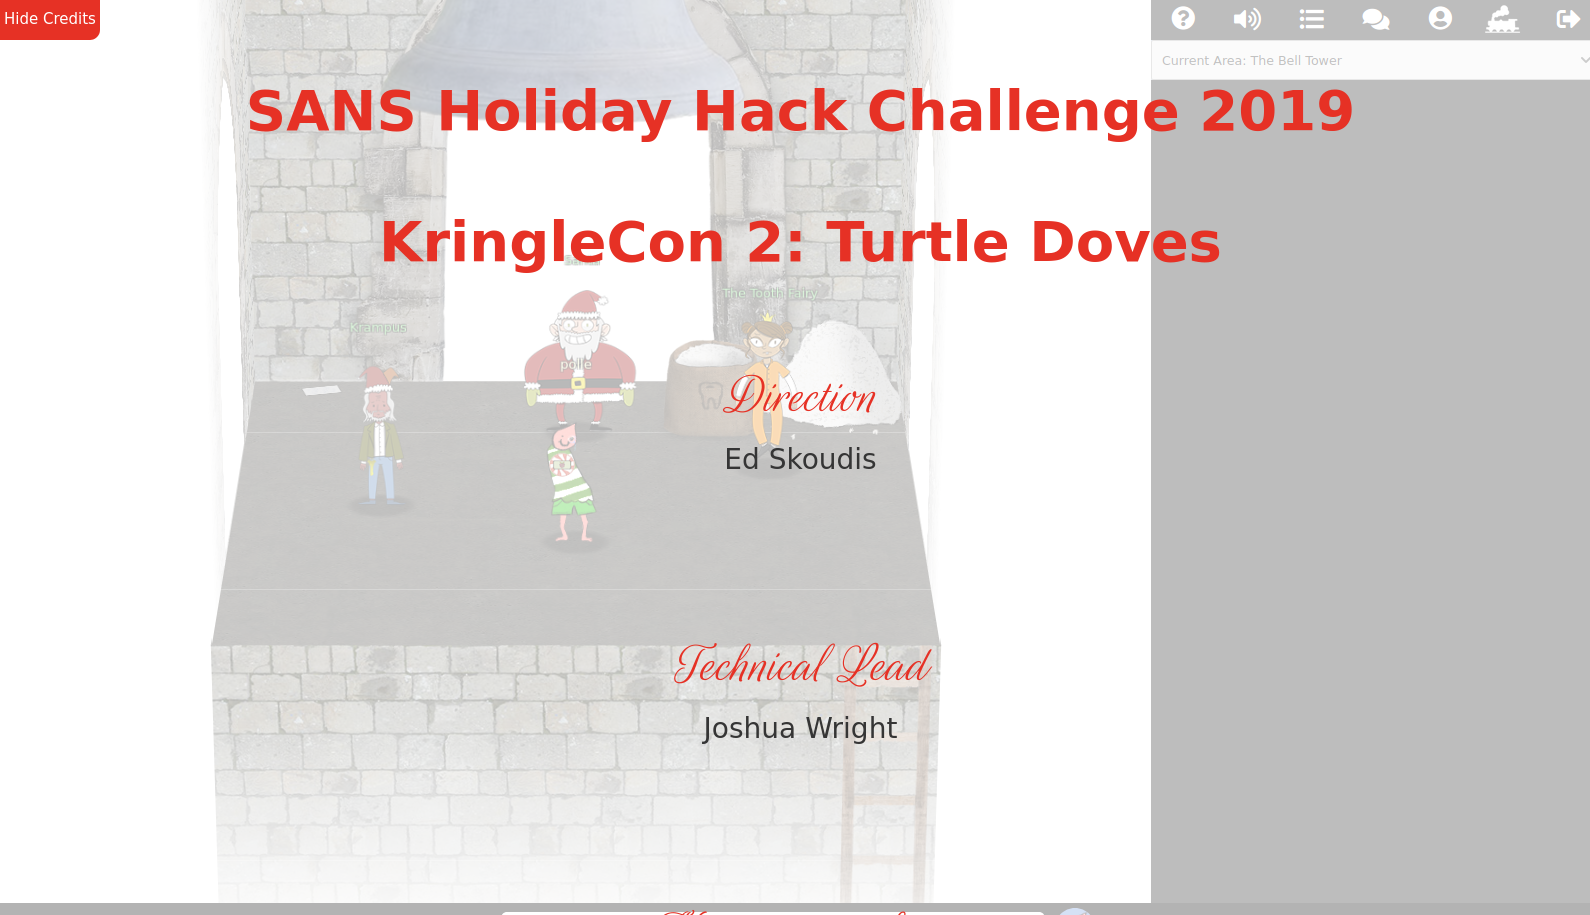 Hide Credits
Current Area: The Bell Tower
SANS Holiday Hack Challenge 2019
KringleCon 2: Turtle Doves
The Tooth Fairy
Krampus
polle
Direction
Ed Skoudis
Technical Lead
Joshua Wright